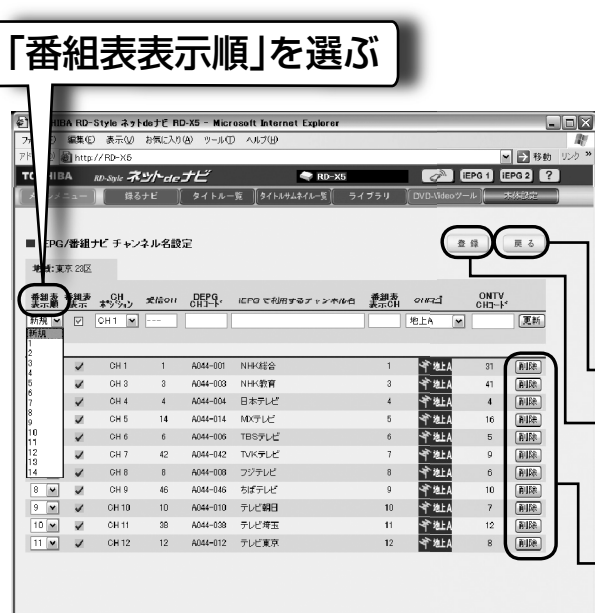 「番組表表示順」を選ぶ
HIBA RD-Style ネットdeナビ RD-X5 - Microsoft Internet Explorer
編集(E) 表示(V) お気に入り(A) ツール(T) ヘルプ(H)
http://RD-X5 移動 リンク »
TO HIBA RD-Style ネットdeナビ RD-X5 iEPG 1 iEPG 2 ?
ニュー 録るナビ タイトル一覧 タイトルサムネイル一覧 ライブラリ DVD-Videoツール 本体設定
■ EPG/番組ナビ チャンネル名設定 登録 戻る
地域:東京 23区
番組表表示順 番組表表示 CHポジション 受信CH DEPG CHコード iEPG で利用するチャンネル名 番組表表示CH ONTV CHコード
新規 CH 1 --- 地上A 更新
新規
1
2
3 CH 1 1 A044-001 NHK総合 1 地上A 31 削除
4
5 CH 3 3 A044-003 NHK教育 3 地上A 41 削除
6
7 CH 4 4 A044-004 日本テレビ 4 地上A 4 削除
8
9 CH 5 14 A044-014 MXテレビ 5 地上A 16 削除
10 CH 6 6 A044-006 TBSテレビ 6 地上A 5 削除
11
12 CH 7 42 A044-042 TVKテレビ 7 地上A 9 削除
13
14 CH 8 8 A044-008 フジテレビ 8 地上A 6 削除
8 CH 9 46 A044-046 ちばテレビ 9 地上A 10 削除
9 CH 10 10 A044-010 テレビ朝日 10 地上A 7 削除
10 CH 11 38 A044-038 テレビ埼玉 11 地上A 12 削除
11 CH 12 12 A044-012 テレビ東京 12 地上A 8 削除